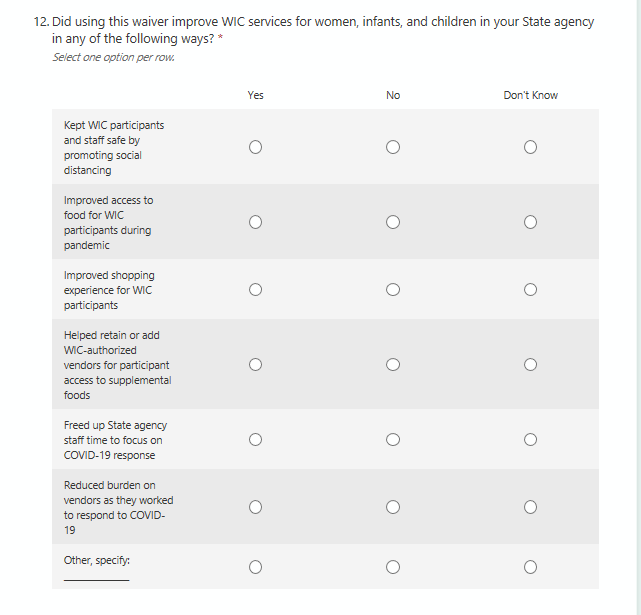 12. Did using this waiver improve WIC services for women, infants, and children in your State agency
in any of the following ways? *
Select one option per row.
Yes No Don't Know
Kept WIC participants
and staff safe by
promoting social
distancing
Improved access to
food for WIC
participants during
pandemic
Improved shopping
experience for WIC
participants
Helped retain or add
WIC-authorized
vendors for participant
access to supplemental
foods
Freed up State agency
staff time to focus on
COVID-19 response
Reduced burden on
vendors as they worked
to respond to COVID-
19
Other, specify: